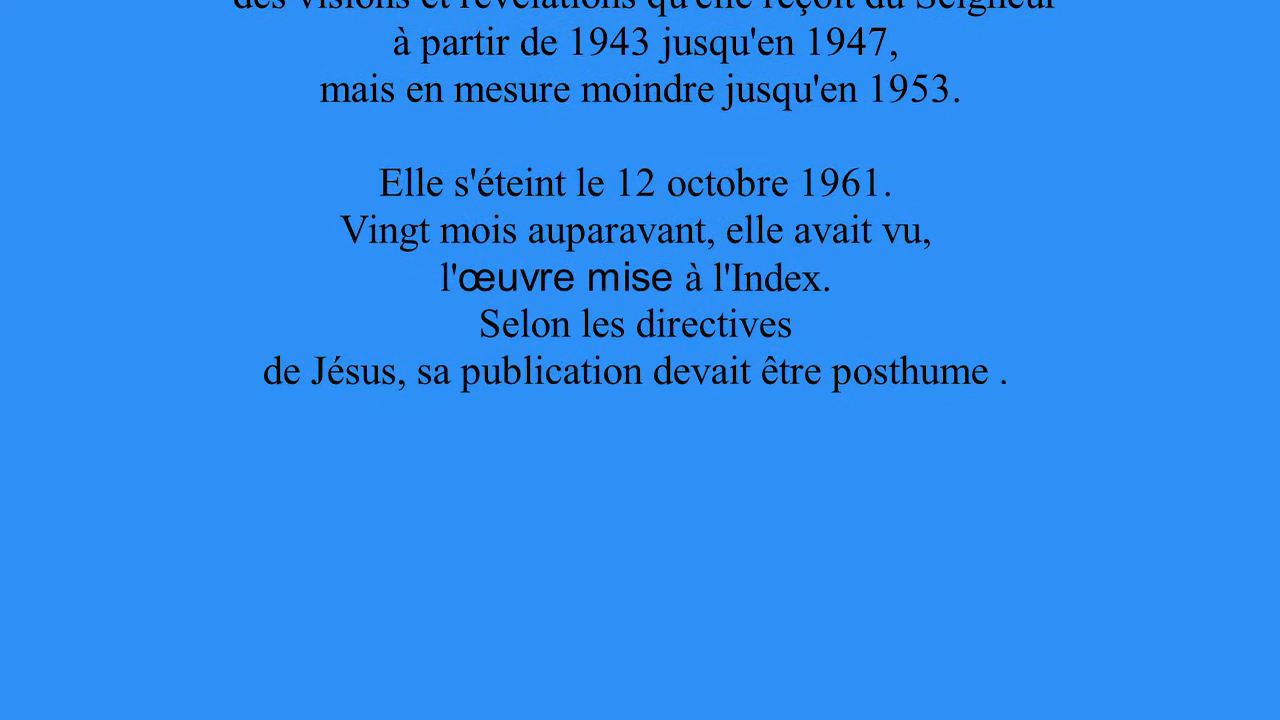 des visions et révélations qu'elle reçoit du Seigneur
à partir de 1943 jusqu'en 1947,
mais en mesure moindre jusqu'en 1953.
Elle s'éteint le 12 octobre 1961.
Vingt mois auparavant, elle avait vu,
l'œuvre mise à l'Index.
Selon les directives
de Jésus, sa publication devait être posthume .